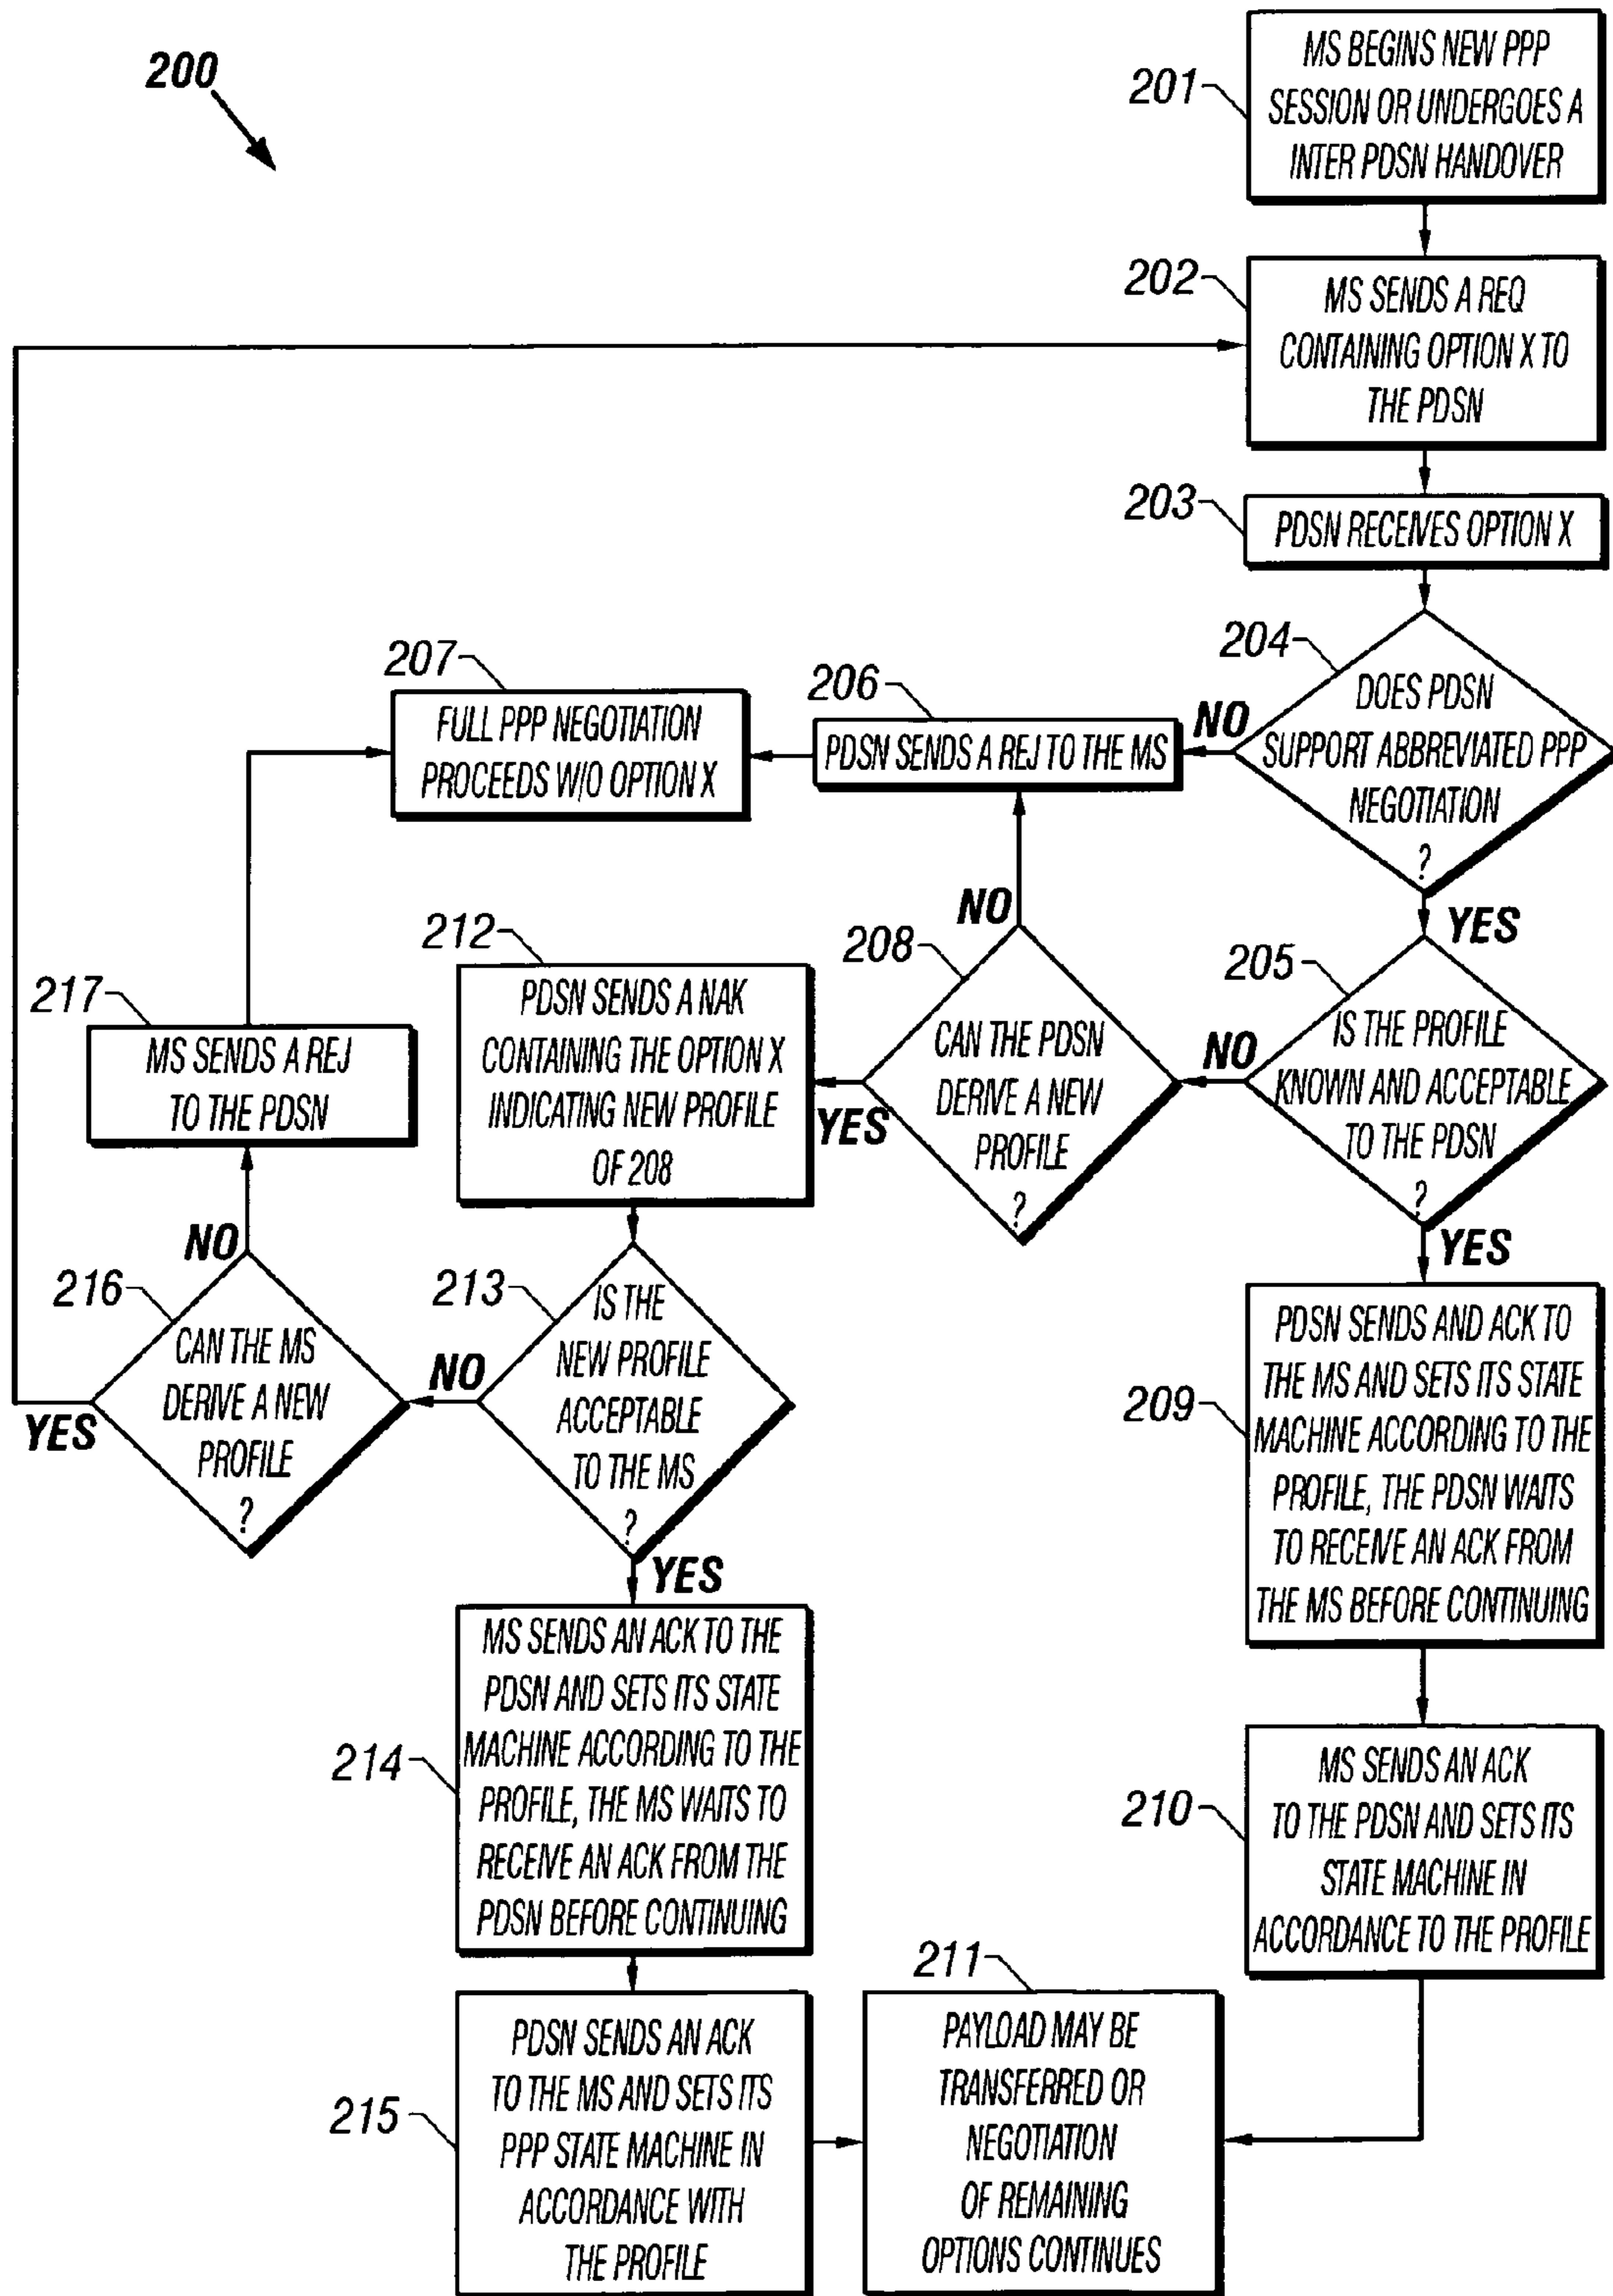 200
201
MS BEGINS NEW PPP
SESSION OR UNDERGOES A
INTER PDSN HANDOVER
202
MS SENDS A REQ
CONTAINING OPTION X TO
THE PDSN
203
PDSN RECEIVES OPTION X
204
DOES PDSN
SUPPORT ABBREVIATED PPP
NEGOTIATION
?
NO
YES
206
PDSN SENDS A REJ TO THE MS
207
FULL PPP NEGOTIATION
PROCEEDS W/O OPTION X
205
IS THE PROFILE
KNOWN AND ACCEPTABLE
TO THE PDSN
?
NO
YES
208
CAN THE PDSN
DERIVE A NEW
PROFILE
?
NO
YES
212
PDSN SENDS A NAK
CONTAINING THE OPTION X
INDICATING NEW PROFILE
OF 208
217
MS SENDS A REJ
TO THE PDSN
213
IS THE
NEW PROFILE
ACCEPTABLE
TO THE MS
?
NO
YES
216
CAN THE MS
DERIVE A NEW
PROFILE
?
NO
YES
209
PDSN SENDS AND ACK TO
THE MS AND SETS ITS STATE
MACHINE ACCORDING TO THE
PROFILE, THE PDSN WAITS
TO RECEIVE AN ACK FROM
THE MS BEFORE CONTINUING
214
MS SENDS AN ACK TO THE
PDSN AND SETS ITS STATE
MACHINE ACCORDING TO THE
PROFILE, THE MS WAITS TO
RECEIVE AN ACK FROM THE
PDSN BEFORE CONTINUING
210
MS SENDS AN ACK
TO THE PDSN AND SETS ITS
STATE MACHINE IN
ACCORDANCE TO THE PROFILE
215
PDSN SENDS AN ACK
TO THE MS AND SETS ITS
PPP STATE MACHINE IN
ACCORDANCE WITH
THE PROFILE
211
PAYLOAD MAY BE
TRANSFERRED OR
NEGOTIATION
OF REMAINING
OPTIONS CONTINUES